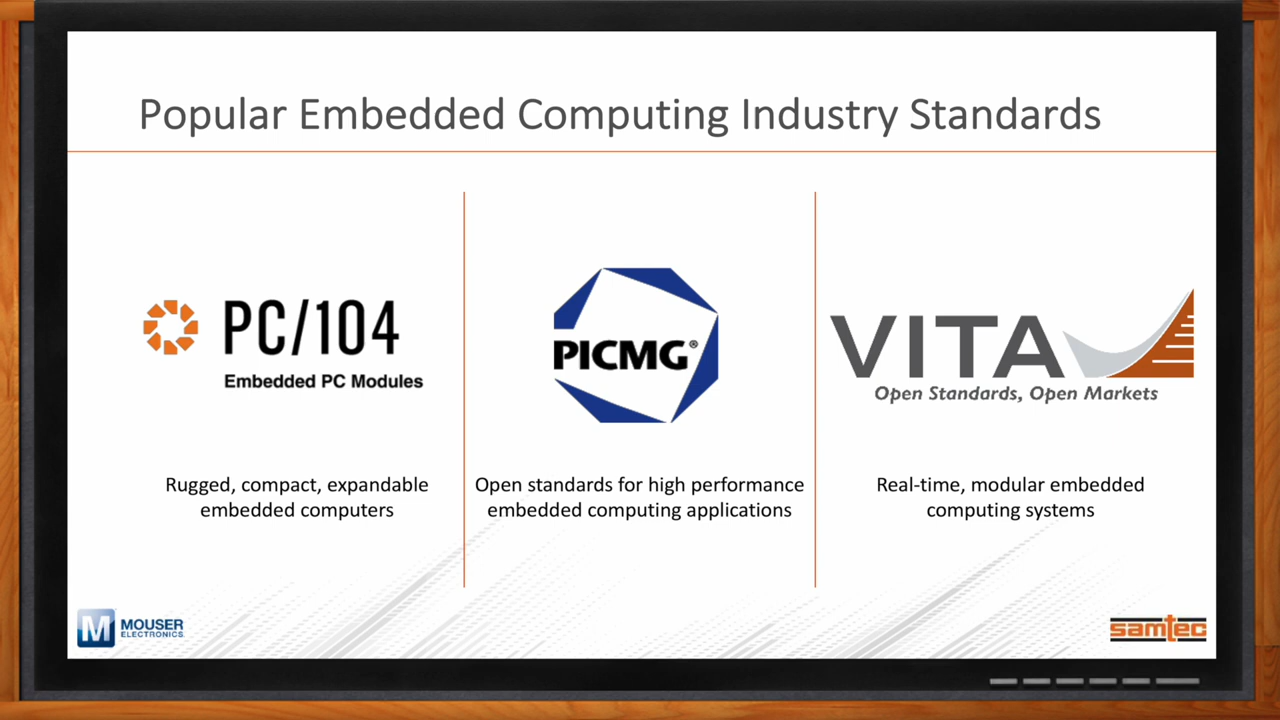 Popular Embedded Computing Industry Standards
PC/104
Embedded PC Modules
Rugged, compact, expandable
embedded computers
PICMG®
Open standards for high performance
embedded computing applications
VITA
Open Standards, Open Markets
Real-time, modular embedded
computing systems
M MOUSER
ELECTRONICS
samtec